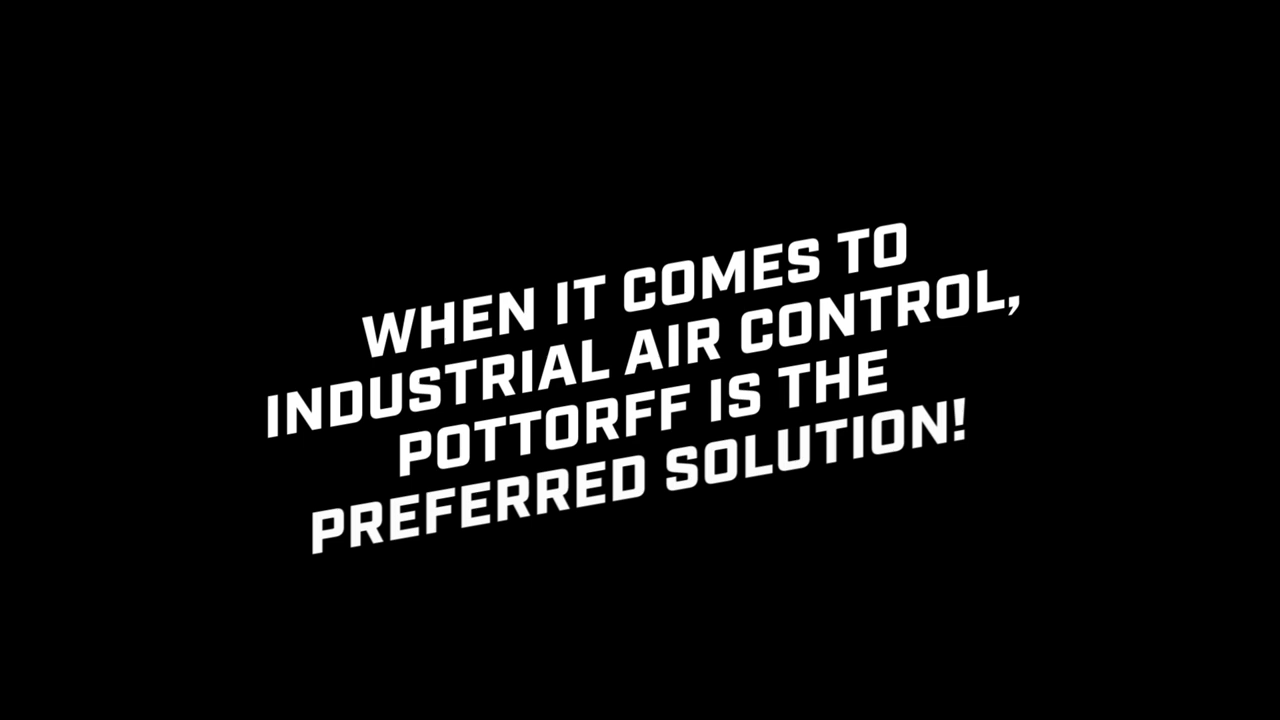 WHEN IT COMES TO
INDUSTRIAL AIR CONTROL,
POTTORFF IS THE
PREFERRED SOLUTION!